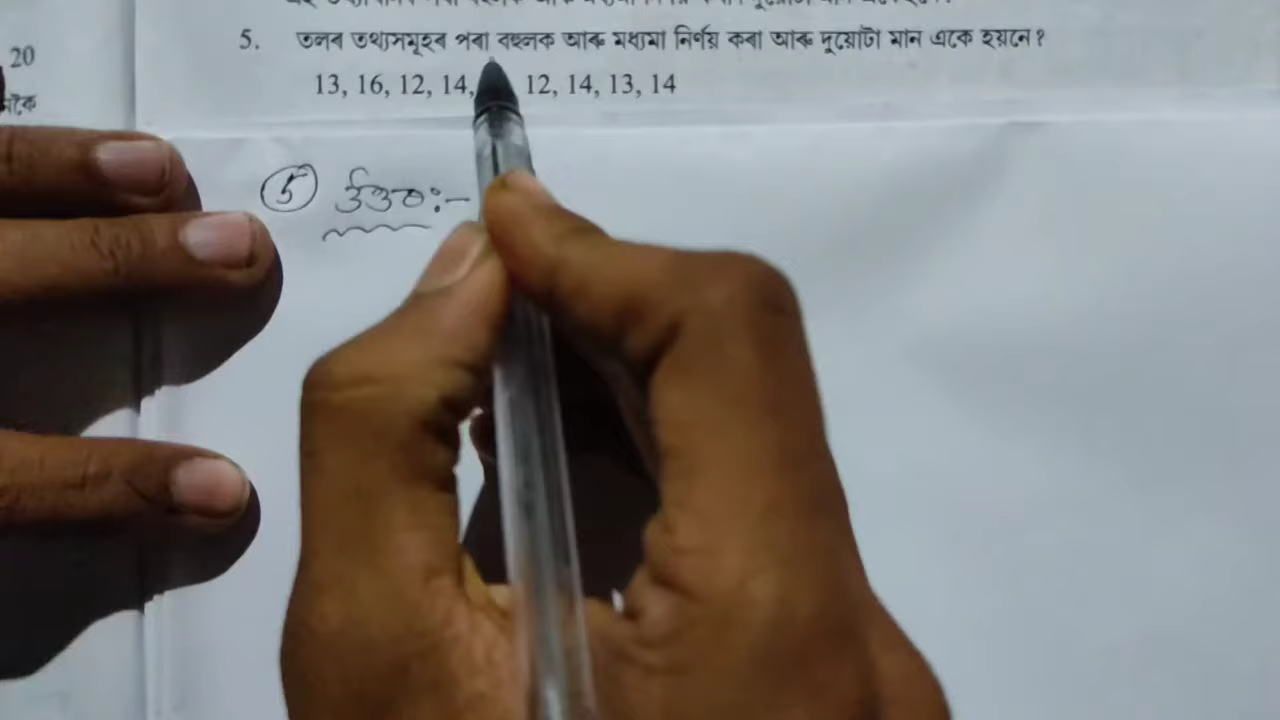 20
5. তলৰ তথ্যসমূহৰ পৰা বহুলক আৰু মধ্যমা নিৰ্ণয় কৰা আৰু দুয়োটা মান একে হয়নে?
13, 16, 12, 14, 12, 14, 13, 14
5 উত্তৰ:-